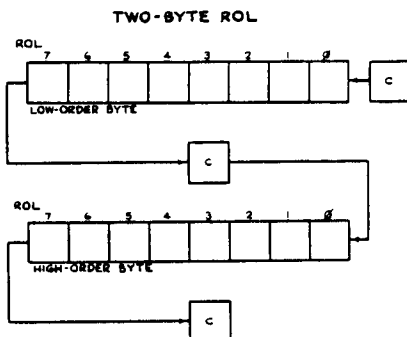 TWO-BYTE ROL
ROL
7 6 5 4 3 2 1 Ø
C
LOW-ORDER BYTE
C
ROL
7 6 5 4 3 2 1 Ø
HIGH-ORDER BYTE
C